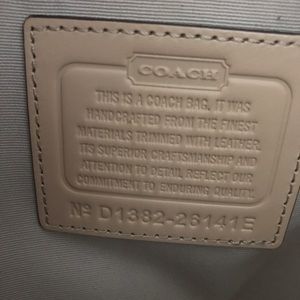 COACH
THIS IS A COACH BAG. IT WAS
HANDCRAFTED FROM THE FINEST
MATERIALS TRIMMED WITH LEATHER.
ITS SUPERIOR CRAFTSMANSHIP AND
ATTENTION TO DETAIL REFLECT OUR
COMMITMENT TO ENDURING QUALITY.
Nº D1382-26141E